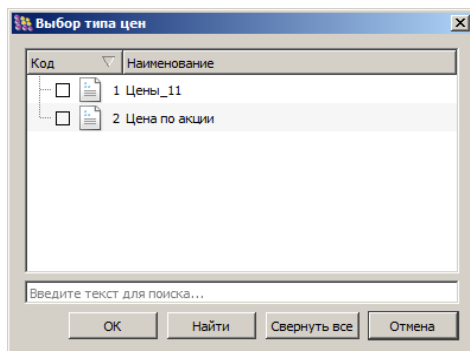 Выбор типа цен
Код Наименование
1 Цены_11
2 Цена по акции
Введите текст для поиска...
ОК Найти Свернуть все Отмена